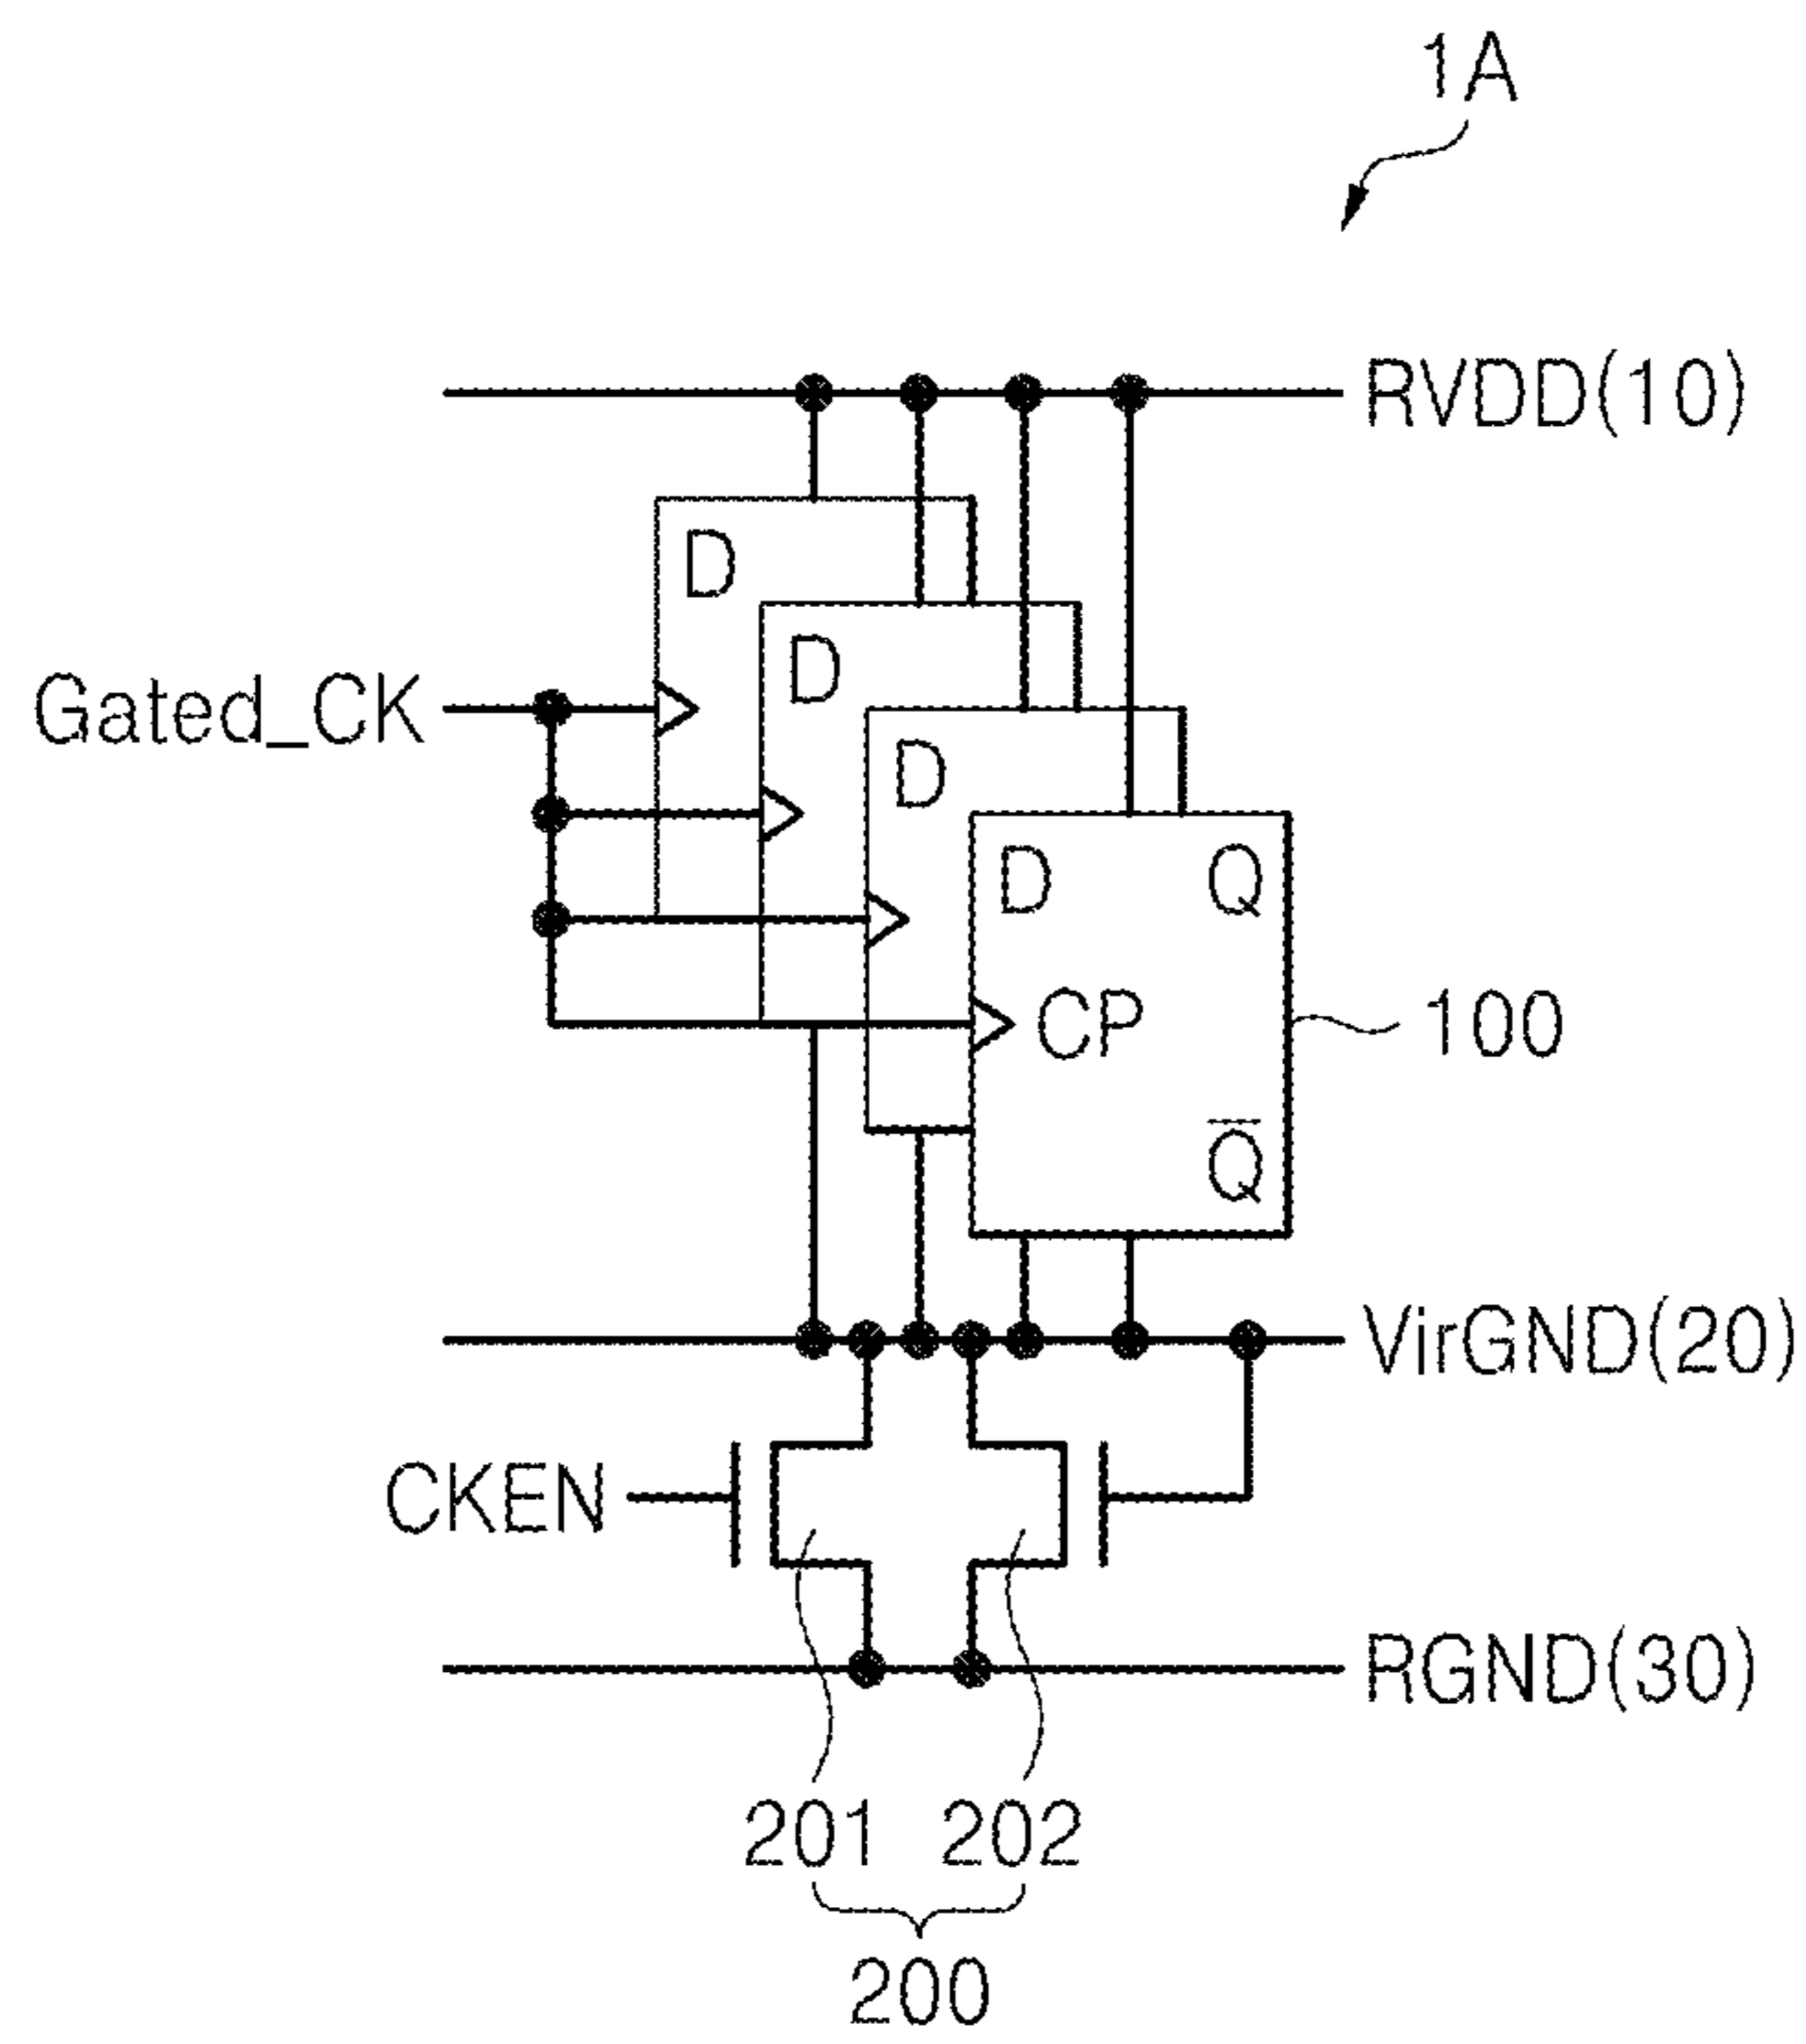 1A
RVDD(10)
D
D
Gated_CK
D
D Q
CP
100
Q̅
VirGND(20)
CKEN
RGND(30)
201 202
200